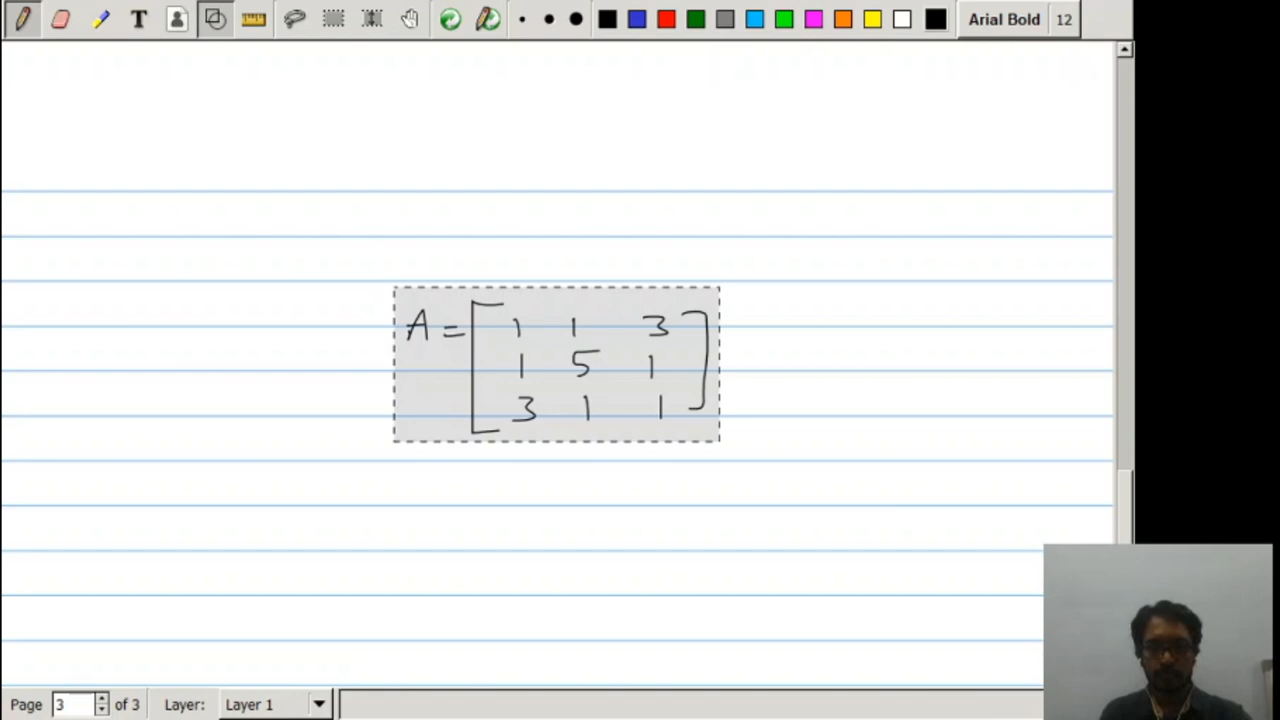 T Arial Bold 12
A = [ 1 1 3
1 5 1
3 1 1 ]
Page 3 of 3 Layer: Layer 1